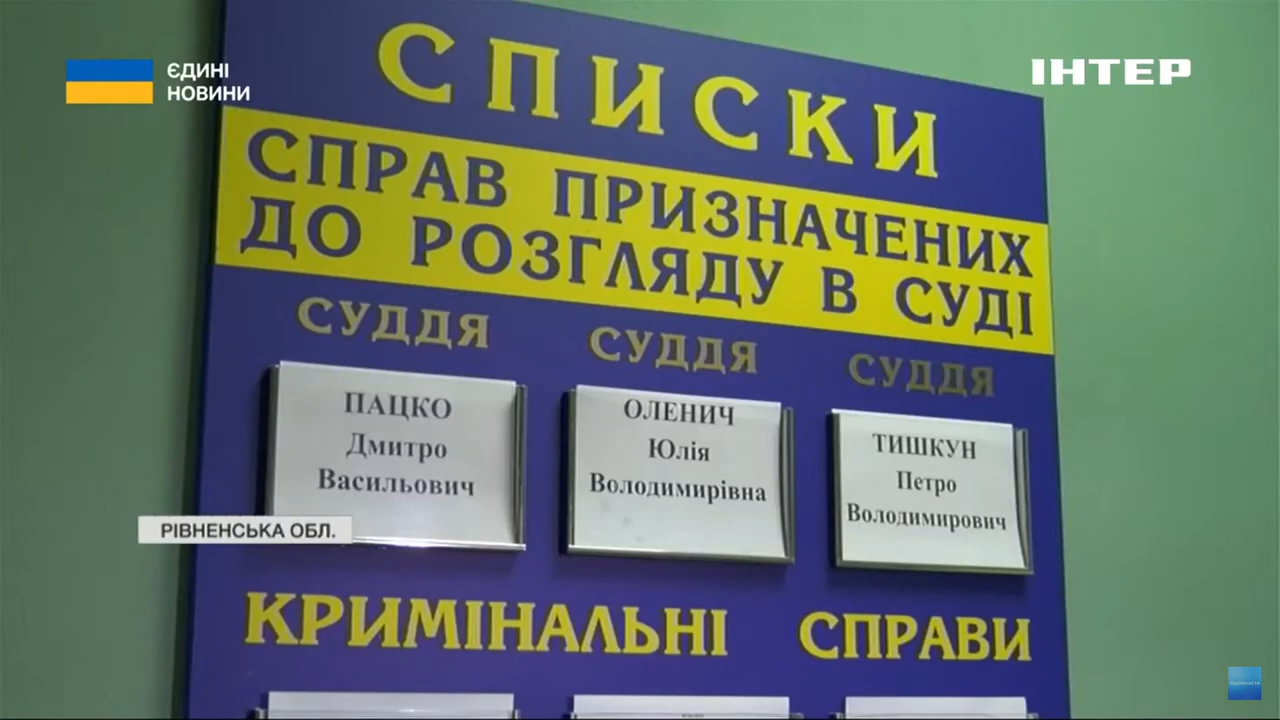 ЄДИНІ
НОВИНИ
ІНТЕР
СПИСКИ
СПРАВ ПРИЗНАЧЕНИХ
ДО РОЗГЛЯДУ В СУДІ
СУДДЯ
СУДДЯ
СУДДЯ
ПАЦКО
Дмитро
Васильович
ОЛЕНИЧ
Юлія
Володимирівна
ТИШКУН
Петро
Володимирович
РІВНЕНСЬКА ОБЛ.
КРИМІНАЛЬНІ СПРАВИ